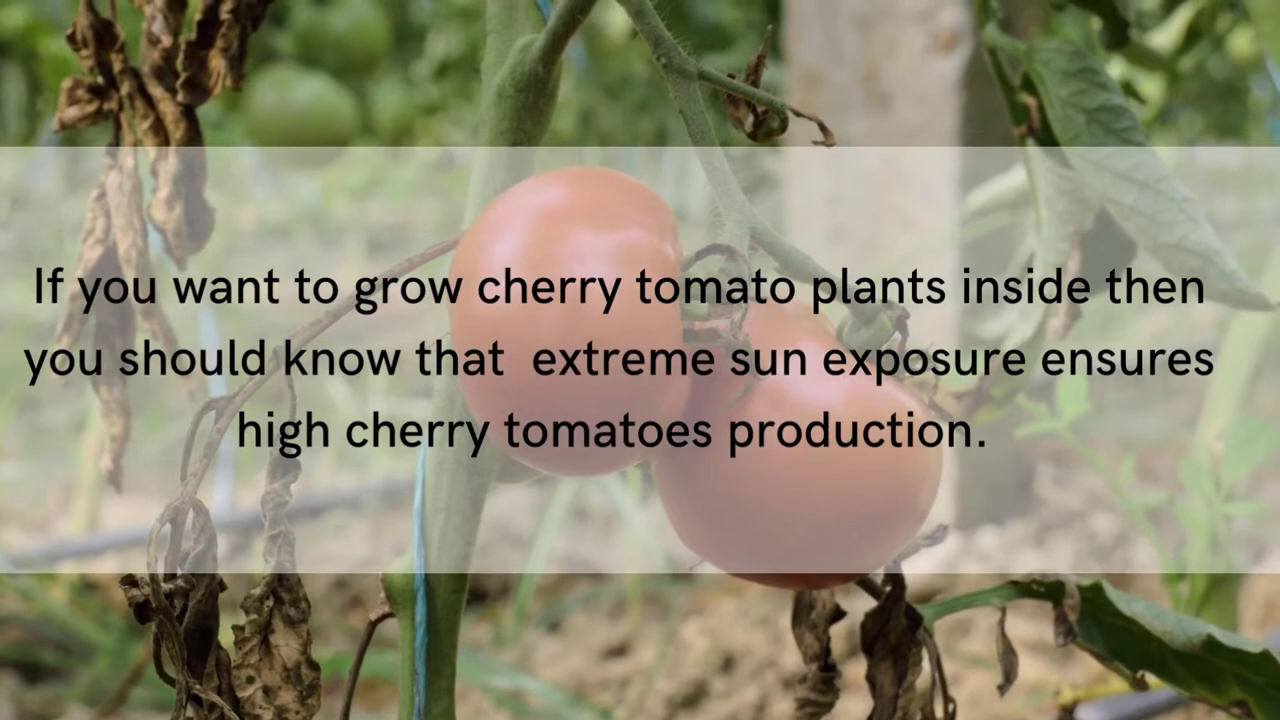 If you want to grow cherry tomato plants inside then
you should know that  extreme sun exposure ensures
high cherry tomatoes production.